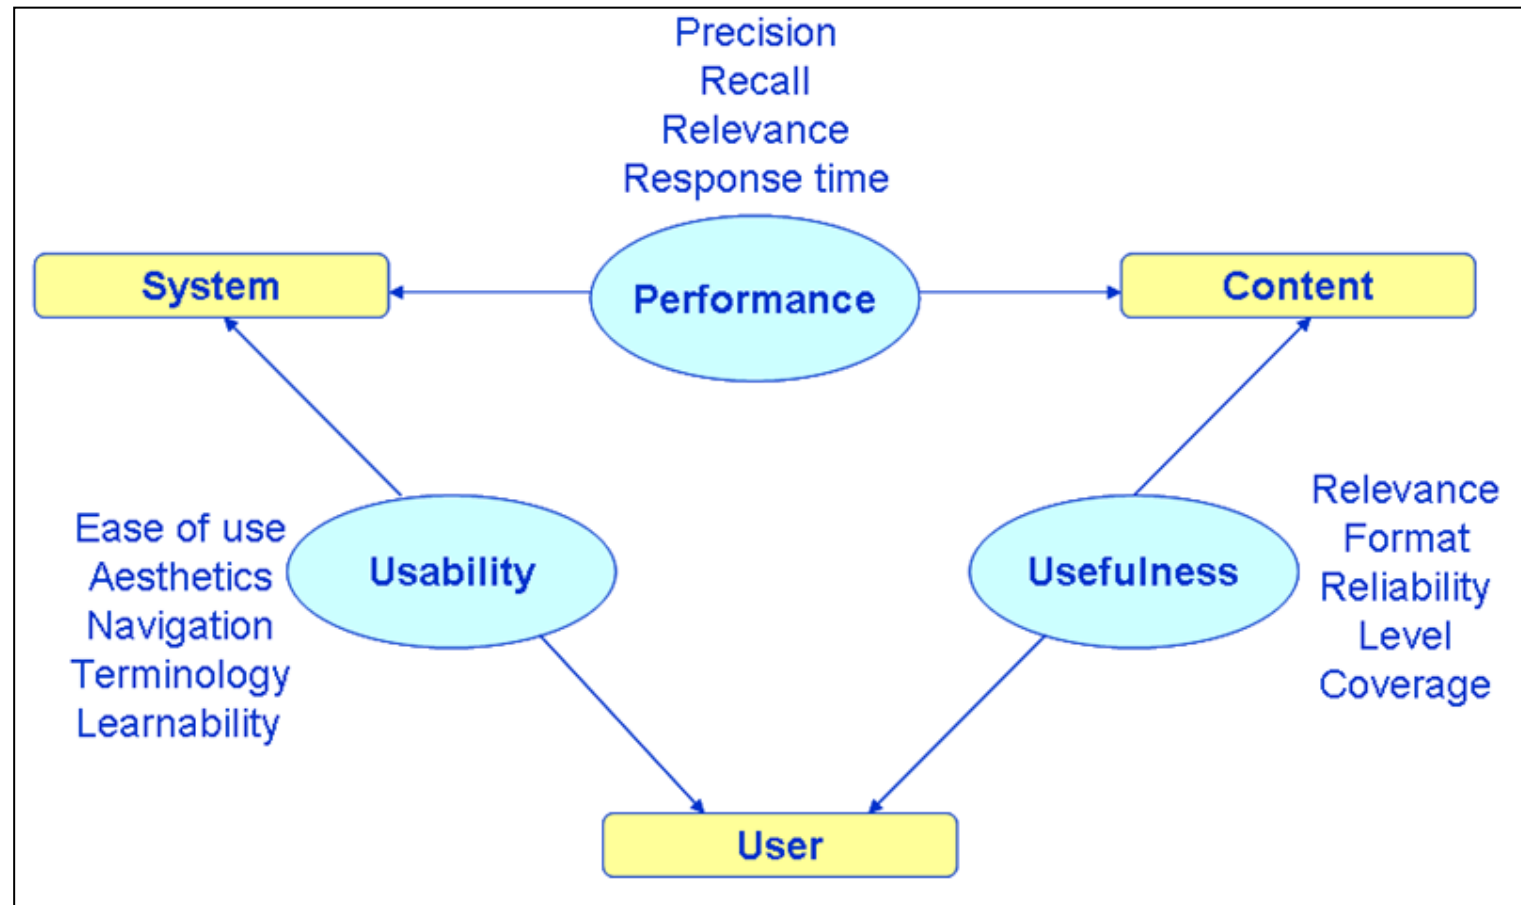 Precision
Recall
Relevance
Response time
System
Performance
Content
Ease of use
Aesthetics
Navigation
Terminology
Learnability
Usability
Usefulness
Relevance
Format
Reliability
Level
Coverage
User